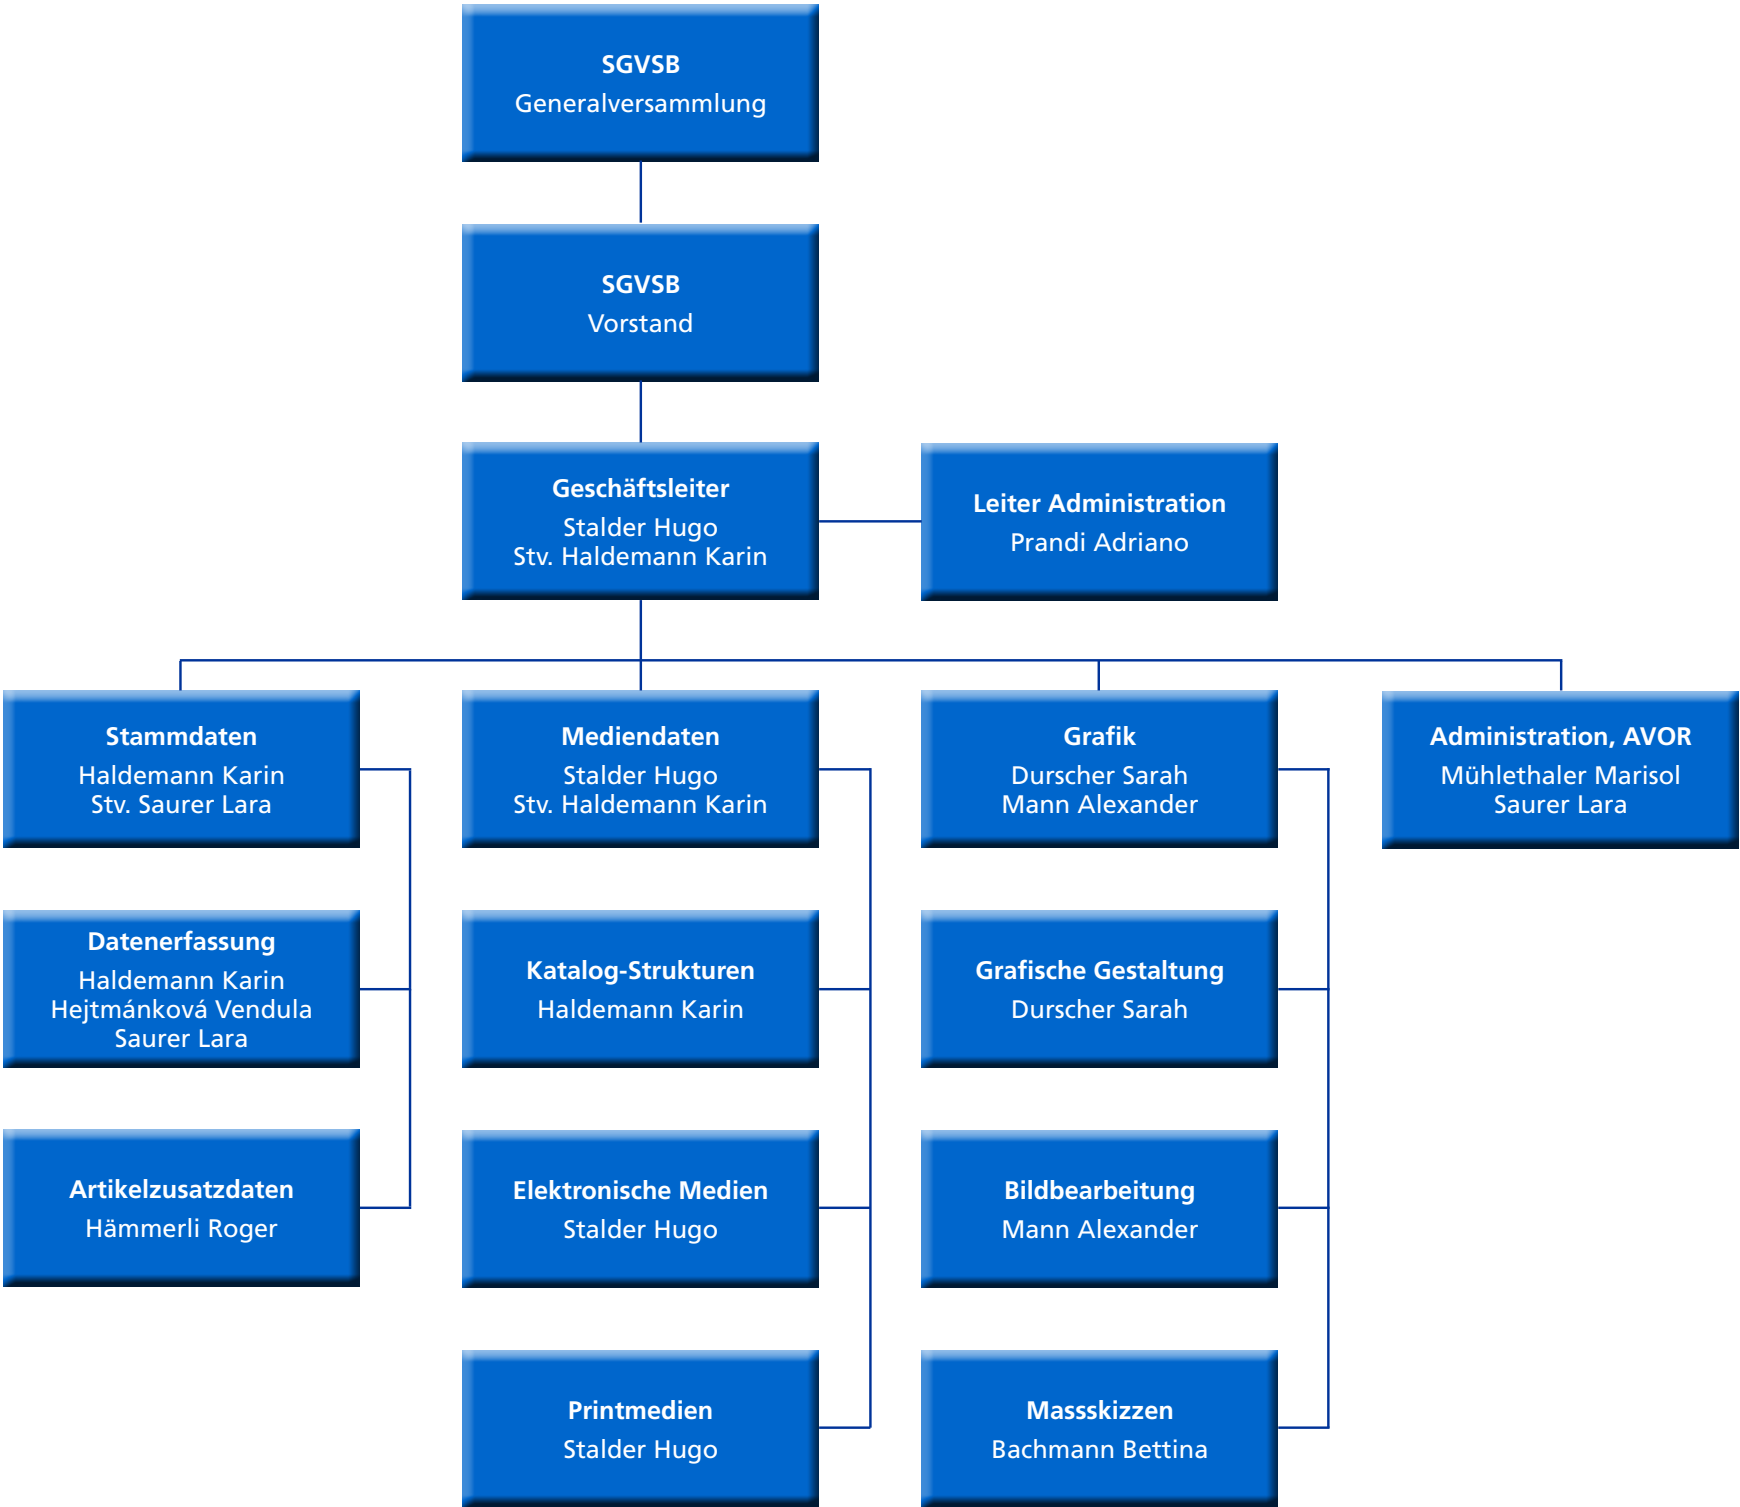 SGVSB
Generalversammlung
SGVSB
Vorstand
Geschäftsleiter
Stalder Hugo
Stv. Haldemann Karin
Leiter Administration
Prandi Adriano
Stammdaten
Haldemann Karin
Stv. Saurer Lara
Mediendaten
Stalder Hugo
Stv. Haldemann Karin
Grafik
Durscher Sarah
Mann Alexander
Administration, AVOR
Mühlethaler Marisol
Saurer Lara
Datenerfassung
Haldemann Karin
Hejtmánková Vendula
Saurer Lara
Katalog-Strukturen
Haldemann Karin
Grafische Gestaltung
Durscher Sarah
Artikelzusatzdaten
Hämmerli Roger
Elektronische Medien
Stalder Hugo
Bildbearbeitung
Mann Alexander
Printmedien
Stalder Hugo
Massskizzen
Bachmann Bettina